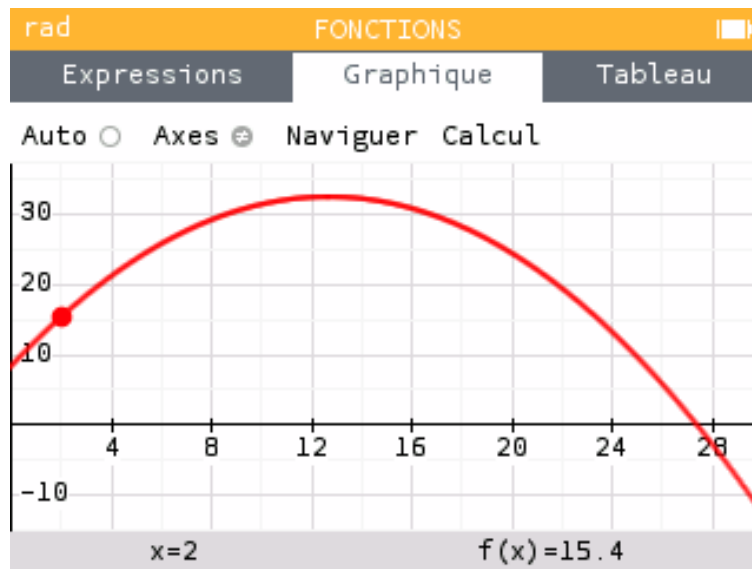 rad FONCTIONS
Expressions Graphique Tableau
Auto Axes Naviguer Calcul
30
20
10
4 8 12 16 20 24 28
-10
x=2 f(x)=15.4